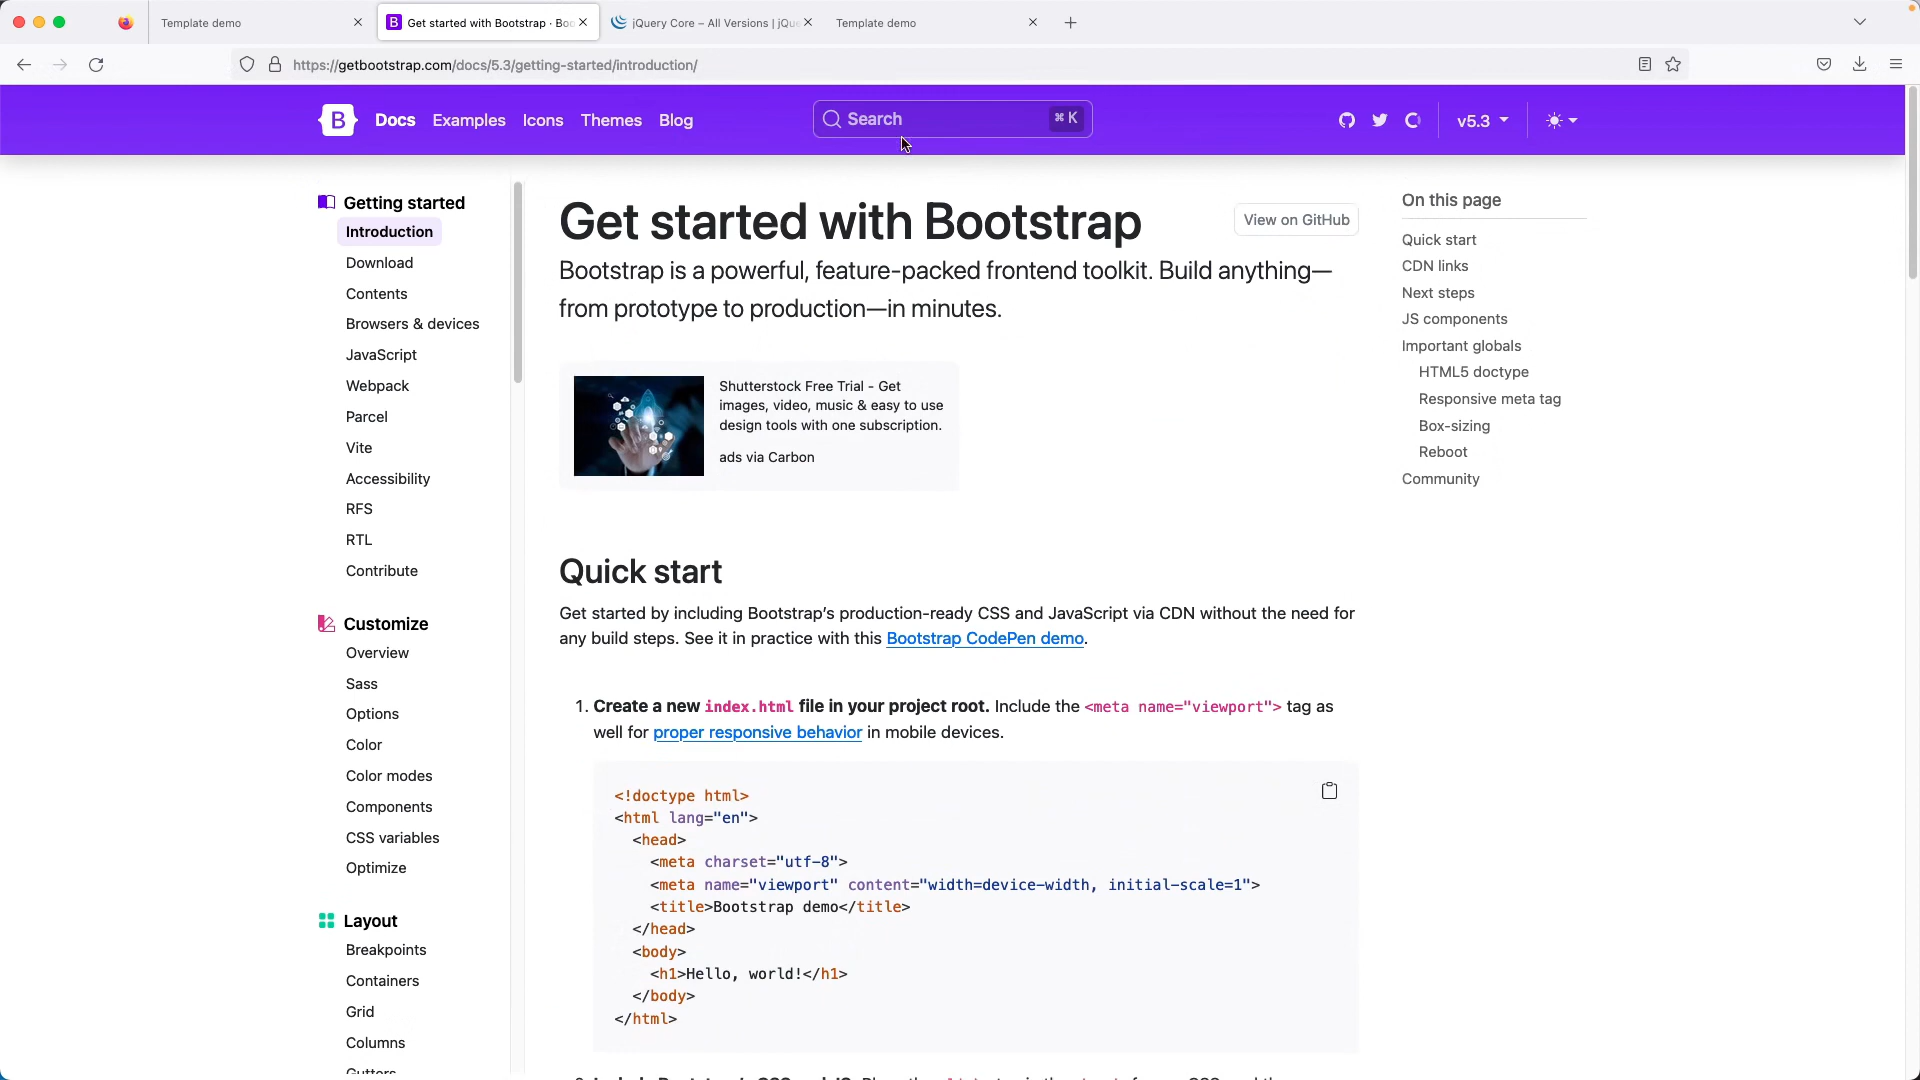 Template demo
Get started with Bootstrap · Boo
jQuery Core – All Versions | jQue
Template demo
https://getbootstrap.com/docs/5.3/getting-started/introduction/
B
Docs
Examples
Icons
Themes
Blog
Search
⌘ K
v5.3
Getting started
Introduction
Download
Contents
Browsers & devices
JavaScript
Webpack
Parcel
Vite
Accessibility
RFS
RTL
Contribute
Customize
Overview
Sass
Options
Color
Color modes
Components
CSS variables
Optimize
Layout
Breakpoints
Containers
Grid
Columns
Gutters
Get started with Bootstrap
View on GitHub
Bootstrap is a powerful, feature-packed frontend toolkit. Build anything—
from prototype to production—in minutes.
Shutterstock Free Trial - Get
images, video, music & easy to use
design tools with one subscription.
ads via Carbon
Quick start
Get started by including Bootstrap's production-ready CSS and JavaScript via CDN without the need for
any build steps. See it in practice with this Bootstrap CodePen demo.
1. Create a new index.html file in your project root. Include the <meta name="viewport"> tag as
well for proper responsive behavior in mobile devices.
<!doctype html>
<html lang="en">
<head>
<meta charset="utf-8">
<meta name="viewport" content="width=device-width, initial-scale=1">
<title>Bootstrap demo</title>
</head>
<body>
<h1>Hello, world!</h1>
</body>
</html>
On this page
Quick start
CDN links
Next steps
JS components
Important globals
HTML5 doctype
Responsive meta tag
Box-sizing
Reboot
Community